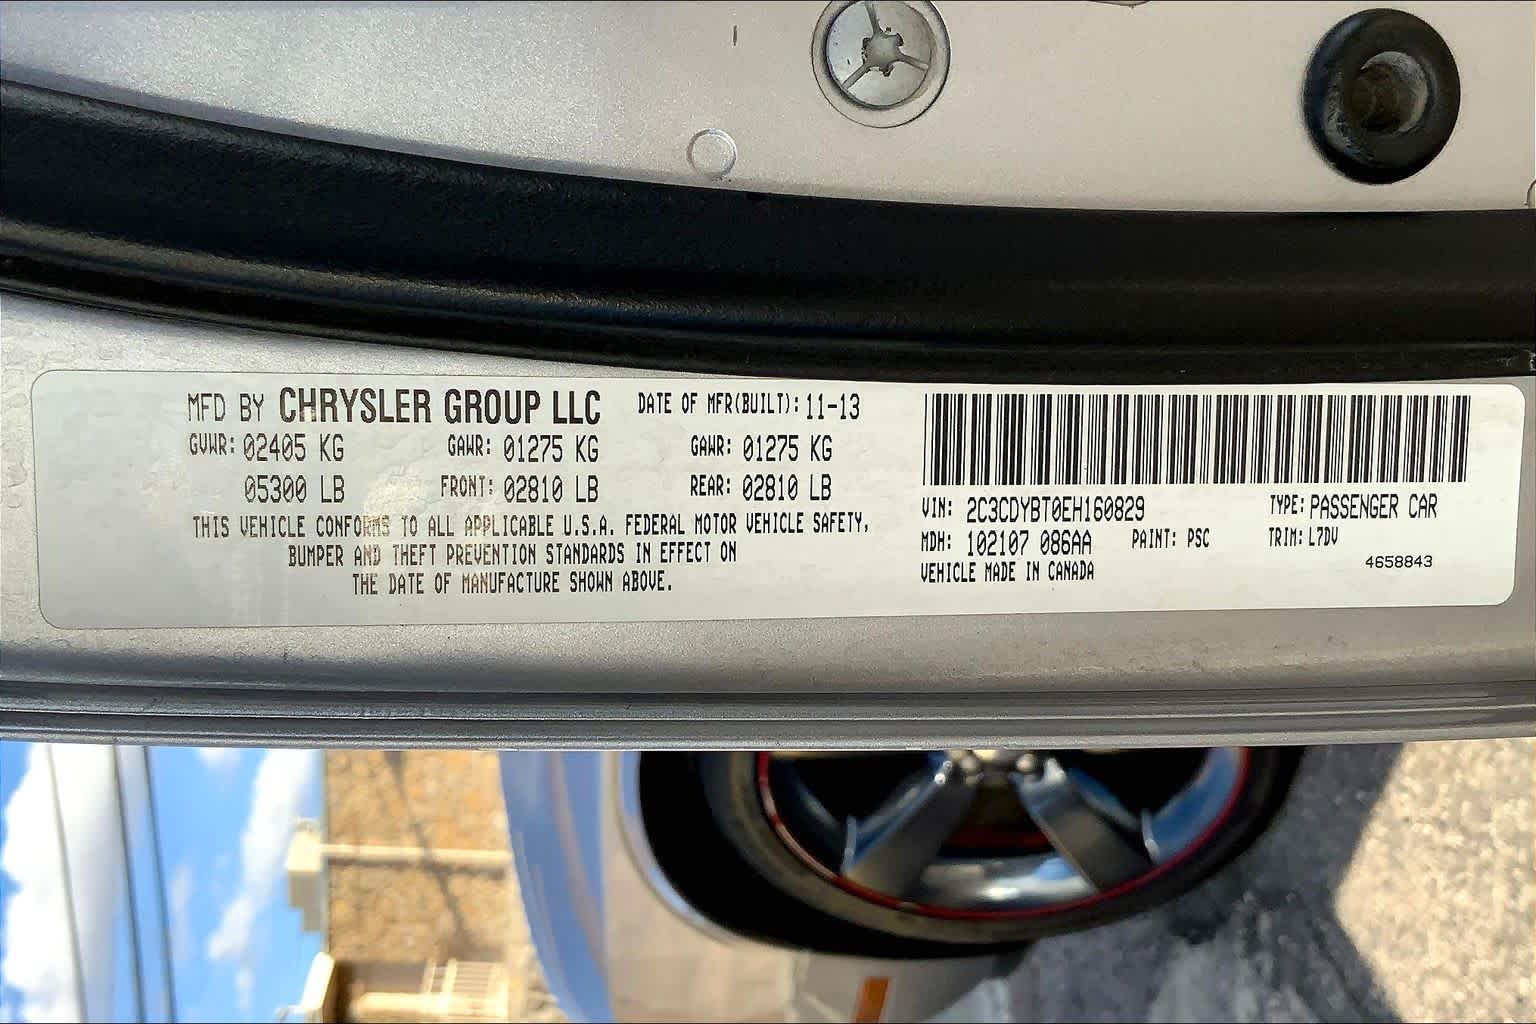 MFD BY CHRYSLER GROUP LLC DATE OF MFR(BUILT): 11-13
GVWR: 02405 KG GAWR: 01275 KG GAWR: 01275 KG
05300 LB FRONT: 02810 LB REAR: 02810 LB
THIS VEHICLE CONFORMS TO ALL APPLICABLE U.S.A. FEDERAL MOTOR VEHICLE SAFETY,
BUMPER AND THEFT PREVENTION STANDARDS IN EFFECT ON
THE DATE OF MANUFACTURE SHOWN ABOVE.
VIN: 2C3CDYBT0EH160829 TYPE: PASSENGER CAR
MDH: 102107 086AA PAINT: PSC TRIM: L7DV
VEHICLE MADE IN CANADA 4658843